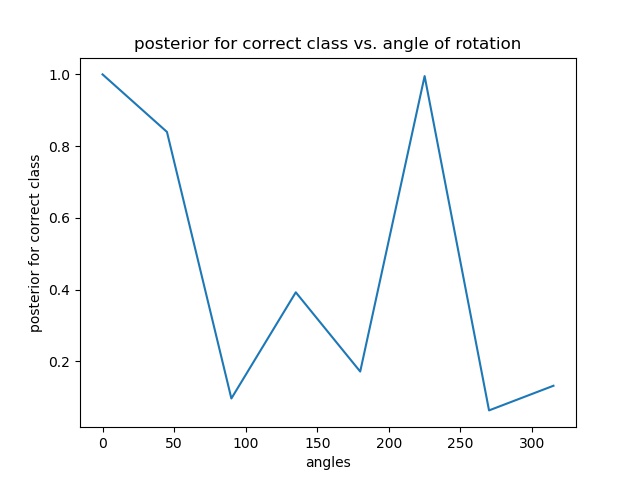 posterior for correct class vs. angle of rotation
1.0
0.8
0.6
0.4
0.2
posterior for correct class
0 50 100 150 200 250 300
angles